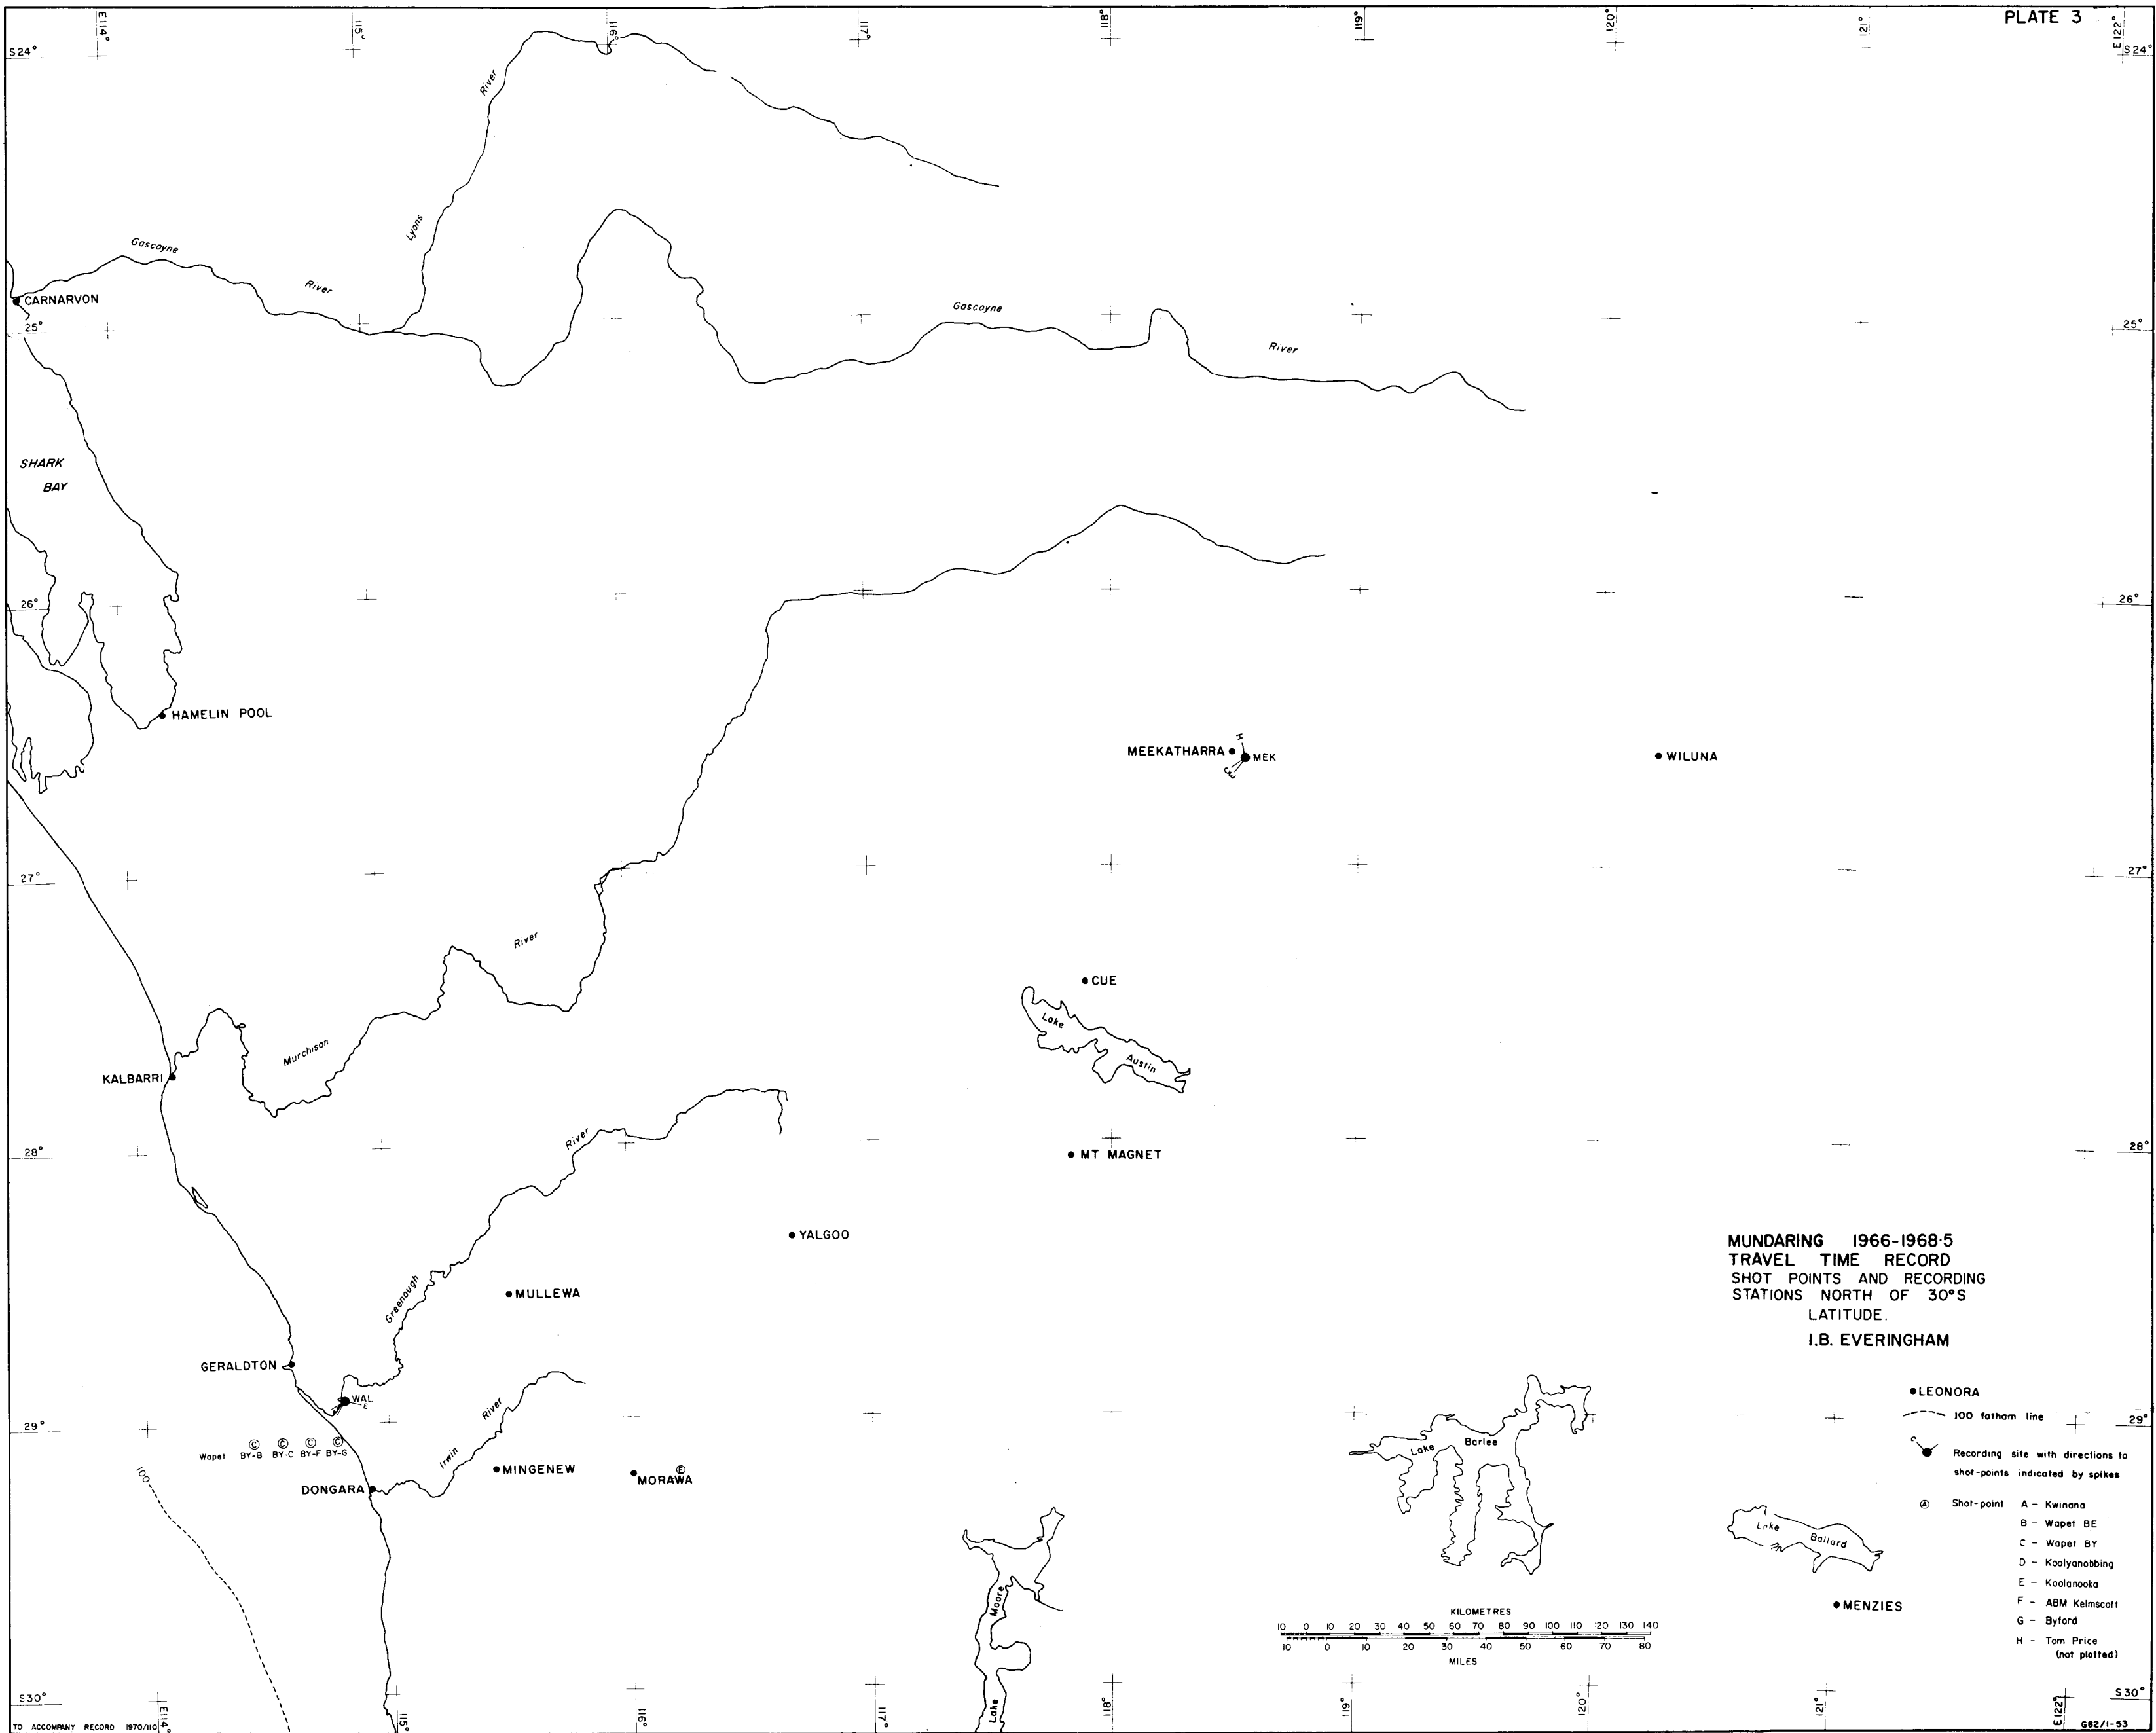 PLATE 3
E114°
115°
116°
117°
118°
119°
120°
121°
E122°
S24°
S24°
River
Lyons
Gascoyne
River
CARNARVON
Gascoyne
River
25°
25°
SHARK
BAY
26°
26°
HAMELIN POOL
H
MEEKATHARRA
MEK
C
E
WILUNA
27°
27°
River
CUE
Lake
Austin
Murchison
KALBARRI
River
28°
28°
MT MAGNET
YALGOO
MUNDARING 1966-1968·5
TRAVEL TIME RECORD
SHOT POINTS AND RECORDING
STATIONS NORTH OF 30°S
LATITUDE.
I.B. EVERINGHAM
Greenough
MULLEWA
GERALDTON
WAL
E
River
Irwin
LEONORA
100 fatham line
29°
29°
C C C C
Wapet BY-B BY-C BY-F BY-G
Lake Barlee
C
Recording site with directions to
shot-points indicated by spikes
100
MINGENEW
E
MORAWA
DONGARA
A Shot-point A - Kwinana
B - Wapet BE
C - Wapet BY
D - Koolyanobbing
E - Koolanooka
F - ABM Kelmscott
G - Byford
H - Tom Price
(not plotted)
Lake Ballard
MENZIES
Moore
Lake
KILOMETRES
10 0 10 20 30 40 50 60 70 80 90 100 110 120 130 140
10 0 10 20 30 40 50 60 70 80
MILES
S30°
S30°
E114°
115°
116°
117°
118°
119°
120°
121°
E122°
TO ACCOMPANY RECORD 1970/110
G82/1-53